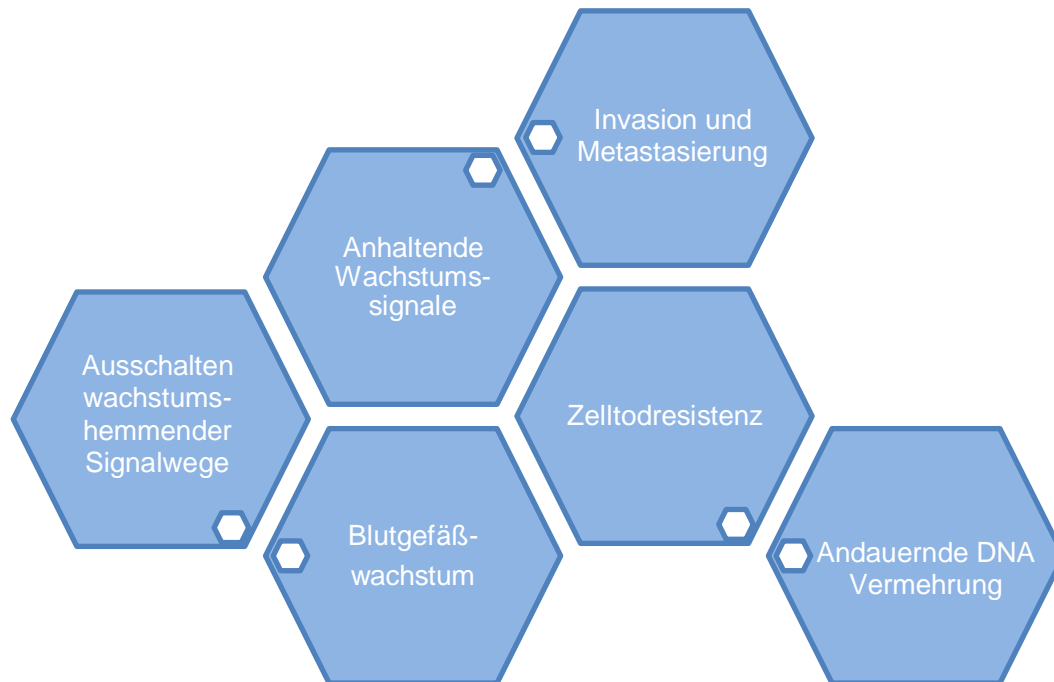 Invasion und
Metastasierung
Anhaltende
Wachstums-
signale
Ausschalten
wachstums-
hemmender
Signalwege
Zelltodresistenz
Blutgefäß-
wachstum
Andauernde DNA
Vermehrung